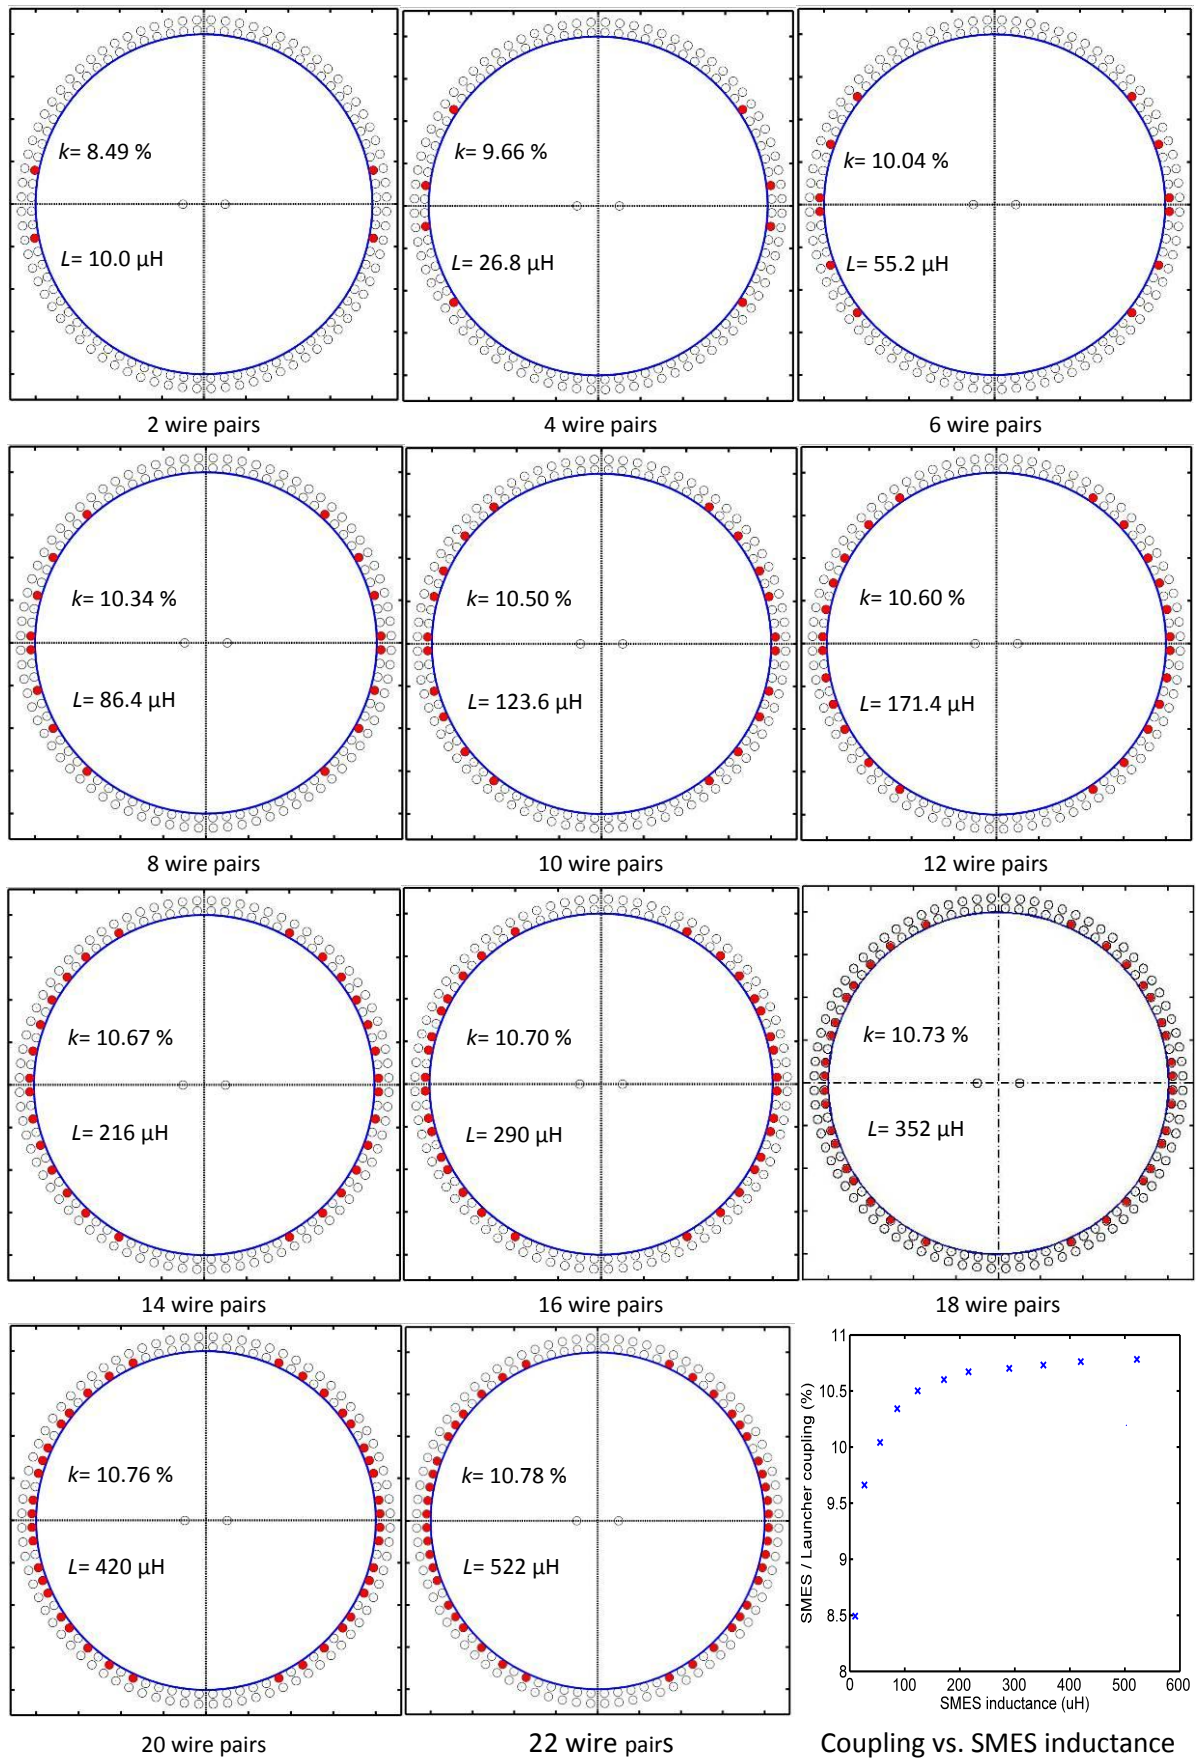 k= 8.49 %
L= 10.0 µH
2 wire pairs
k= 9.66 %
L= 26.8 µH
4 wire pairs
k= 10.04 %
L= 55.2 µH
6 wire pairs
k= 10.34 %
L= 86.4 µH
8 wire pairs
k= 10.50 %
L= 123.6 µH
10 wire pairs
k= 10.60 %
L= 171.4 µH
12 wire pairs
k= 10.67 %
L= 216 µH
14 wire pairs
k= 10.70 %
L= 290 µH
16 wire pairs
k= 10.73 %
L= 352 µH
18 wire pairs
k= 10.76 %
L= 420 µH
20 wire pairs
k= 10.78 %
L= 522 µH
22 wire pairs
SMES / Launcher coupling (%)
11
10.5
10
9.5
9
8.5
8
0 100 200 300 400 500 600
SMES inductance (uH)
Coupling vs. SMES inductance